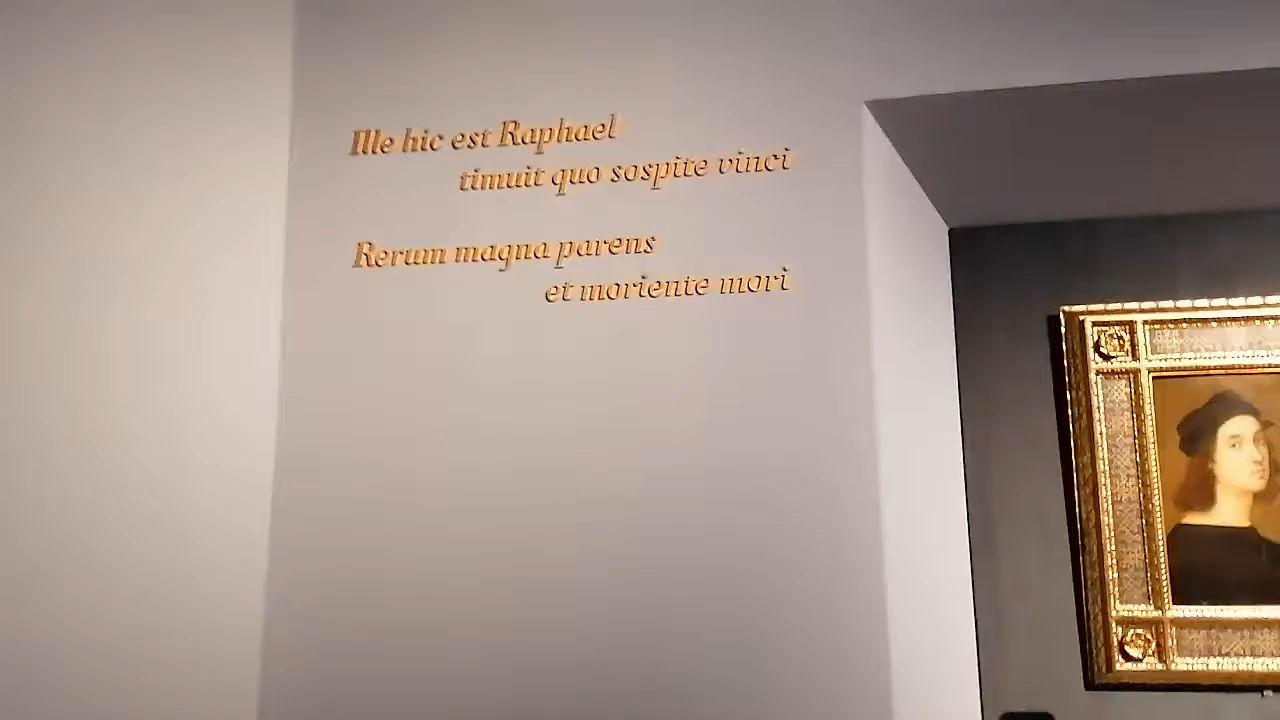 Ille hic est Raphael
timuit quo sospite vinci
Rerum magna parens
et moriente mori